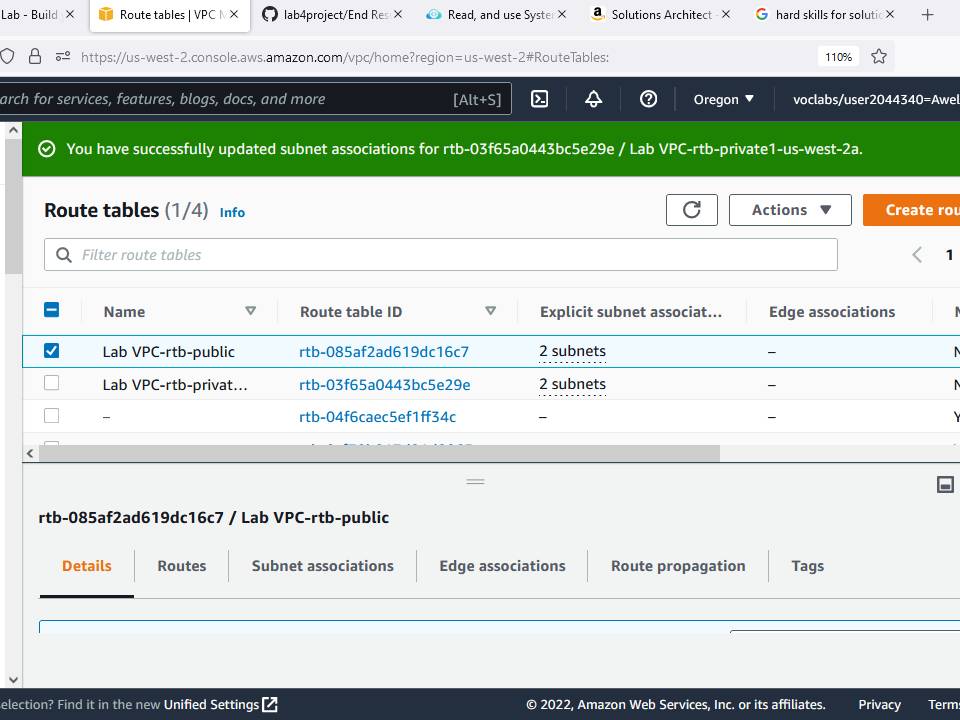 Lab - Build
Route tables | VPC M
lab4project/End Res
Read, and use Syste
Solutions Architect -
hard skills for solutio
https://us-west-2.console.aws.amazon.com/vpc/home?region=us-west-2#RouteTables:
110%
arch for services, features, blogs, docs, and more
[Alt+S]
Oregon
voclabs/user2044340=Awel
You have successfully updated subnet associations for rtb-03f65a0443bc5e29e / Lab VPC-rtb-private1-us-west-2a.
Route tables (1/4) Info
Actions
Create rou
Filter route tables
1
Name
Route table ID
Explicit subnet associat...
Edge associations
Lab VPC-rtb-public rtb-085af2ad619dc16c7 2 subnets – N
Lab VPC-rtb-privat... rtb-03f65a0443bc5e29e 2 subnets – N
– rtb-04f6caec5ef1ff34c – – Y
rtb-085af2ad619dc16c7 / Lab VPC-rtb-public
Details
Routes
Subnet associations
Edge associations
Route propagation
Tags
election? Find it in the new Unified Settings
© 2022, Amazon Web Services, Inc. or its affiliates.
Privacy
Terms